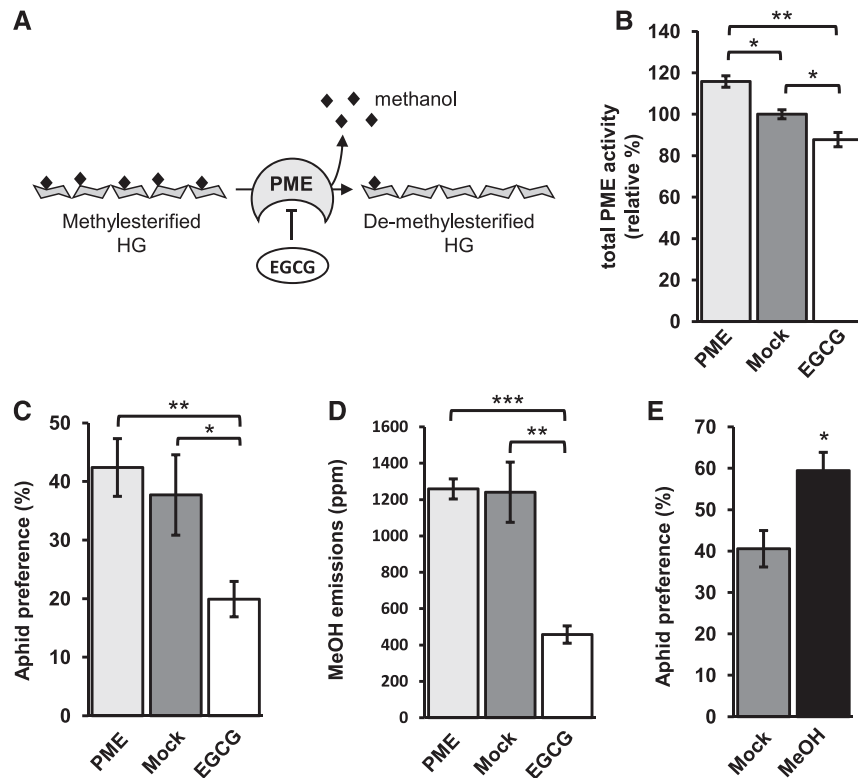 A
methanol
PME
Methylesterified
HG
De-methylesterified
HG
EGCG
B
total PME activity
(relative %)
140
120
100
80
60
40
20
0
**
*
*
PME
Mock
EGCG
C
Aphid preference (%)
50
40
30
20
10
0
**
*
PME
Mock
EGCG
D
MeOH emissions (ppm)
1600
1400
1200
1000
800
600
400
200
0
***
**
PME
Mock
EGCG
E
Aphid preference (%)
70
60
50
40
30
20
10
0
*
Mock
MeOH